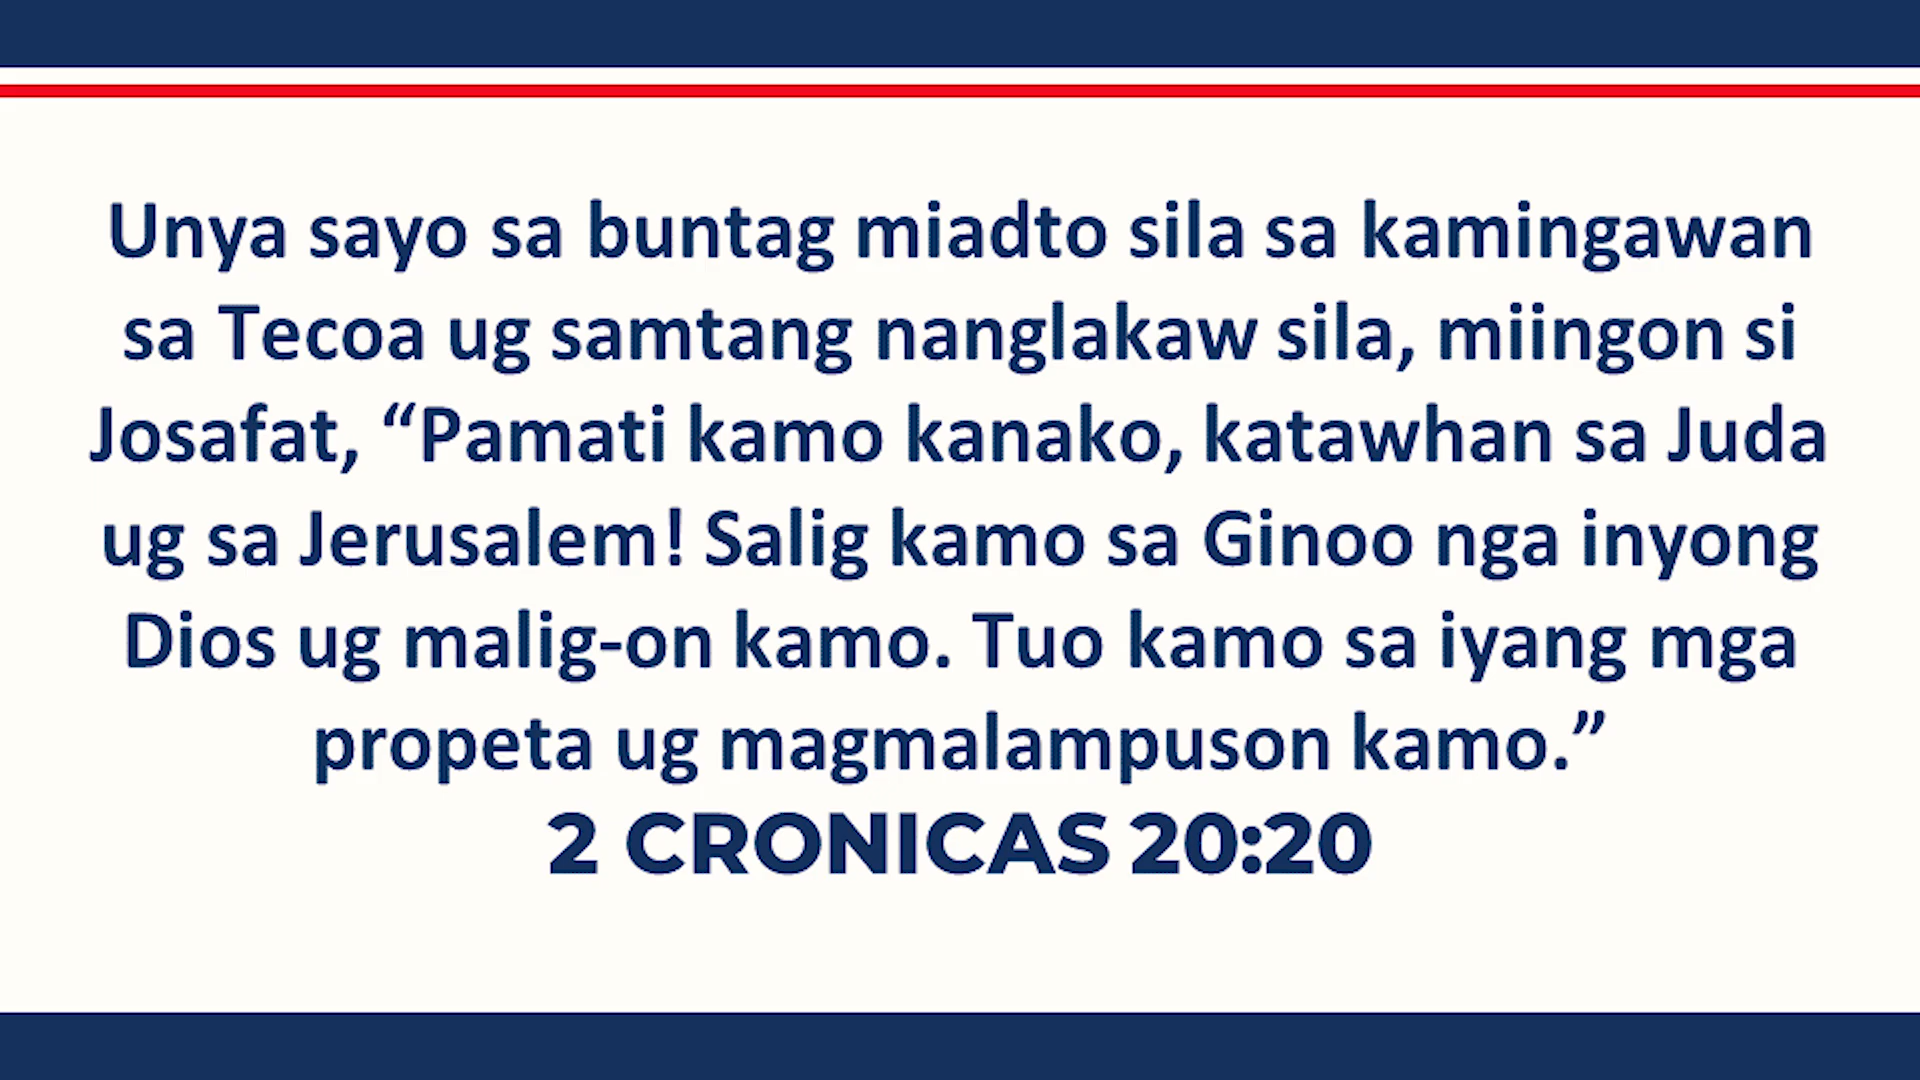 Unya sayo sa buntag miadto sila sa kamingawan
sa Tecoa ug samtang nanglakaw sila, miingon si
Josafat, “Pamati kamo kanako, katawhan sa Juda
ug sa Jerusalem! Salig kamo sa Ginoo nga inyong
Dios ug malig-on kamo. Tuo kamo sa iyang mga
propeta ug magmalampuson kamo.”
2 CRONICAS 20:20